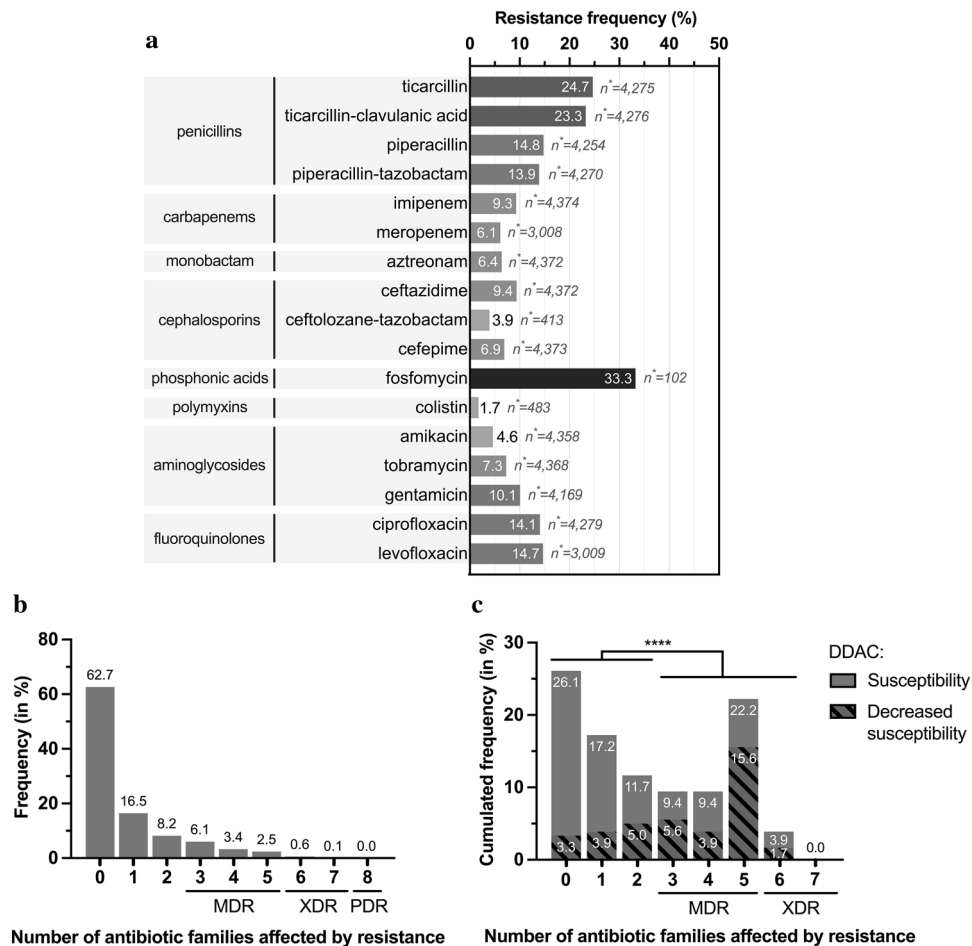 a
Resistance frequency (%)
0 10 20 30 40 50
penicillins
ticarcillin 24.7 n*=4,275
ticarcillin-clavulanic acid 23.3 n*=4,276
piperacillin 14.8 n*=4,254
piperacillin-tazobactam 13.9 n*=4,270
carbapenems
imipenem 9.3 n*=4,374
meropenem 6.1 n*=3,008
monobactam
aztreonam 6.4 n*=4,372
cephalosporins
ceftazidime 9.4 n*=4,372
ceftolozane-tazobactam 3.9 n*=413
cefepime 6.9 n*=4,373
phosphonic acids
fosfomycin 33.3 n*=102
polymyxins
colistin 1.7 n*=483
aminoglycosides
amikacin 4.6 n*=4,358
tobramycin 7.3 n*=4,368
gentamicin 10.1 n*=4,169
fluoroquinolones
ciprofloxacin 14.1 n*=4,279
levofloxacin 14.7 n*=3,009
b
Frequency (in %)
80
60
40
20
0
62.7 16.5 8.2 6.1 3.4 2.5 0.6 0.1 0.0
0 1 2 3 4 5 6 7 8
MDR XDR PDR
Number of antibiotic families affected by resistance
c
Cumulated frequency (in %)
30
20
10
0
****
26.1 17.2 11.7 9.4 9.4 22.2 3.9 0.0
3.3 3.9 5.0 5.6 3.9 15.6 1.7
0 1 2 3 4 5 6 7
MDR XDR
Number of antibiotic families affected by resistance
DDAC:
Susceptibility
Decreased
susceptibility